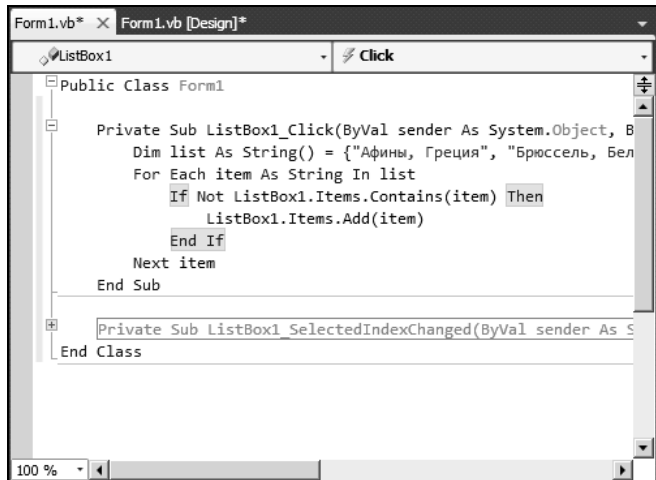 Form1.vb* × Form1.vb [Design]*
ListBox1 Click
Public Class Form1
Private Sub ListBox1_Click(ByVal sender As System.Object, B
Dim list As String() = {"Афины, Греция", "Брюссель, Бел
For Each item As String In list
If Not ListBox1.Items.Contains(item) Then
ListBox1.Items.Add(item)
End If
Next item
End Sub
Private Sub ListBox1_SelectedIndexChanged(ByVal sender As S
End Class
100 %